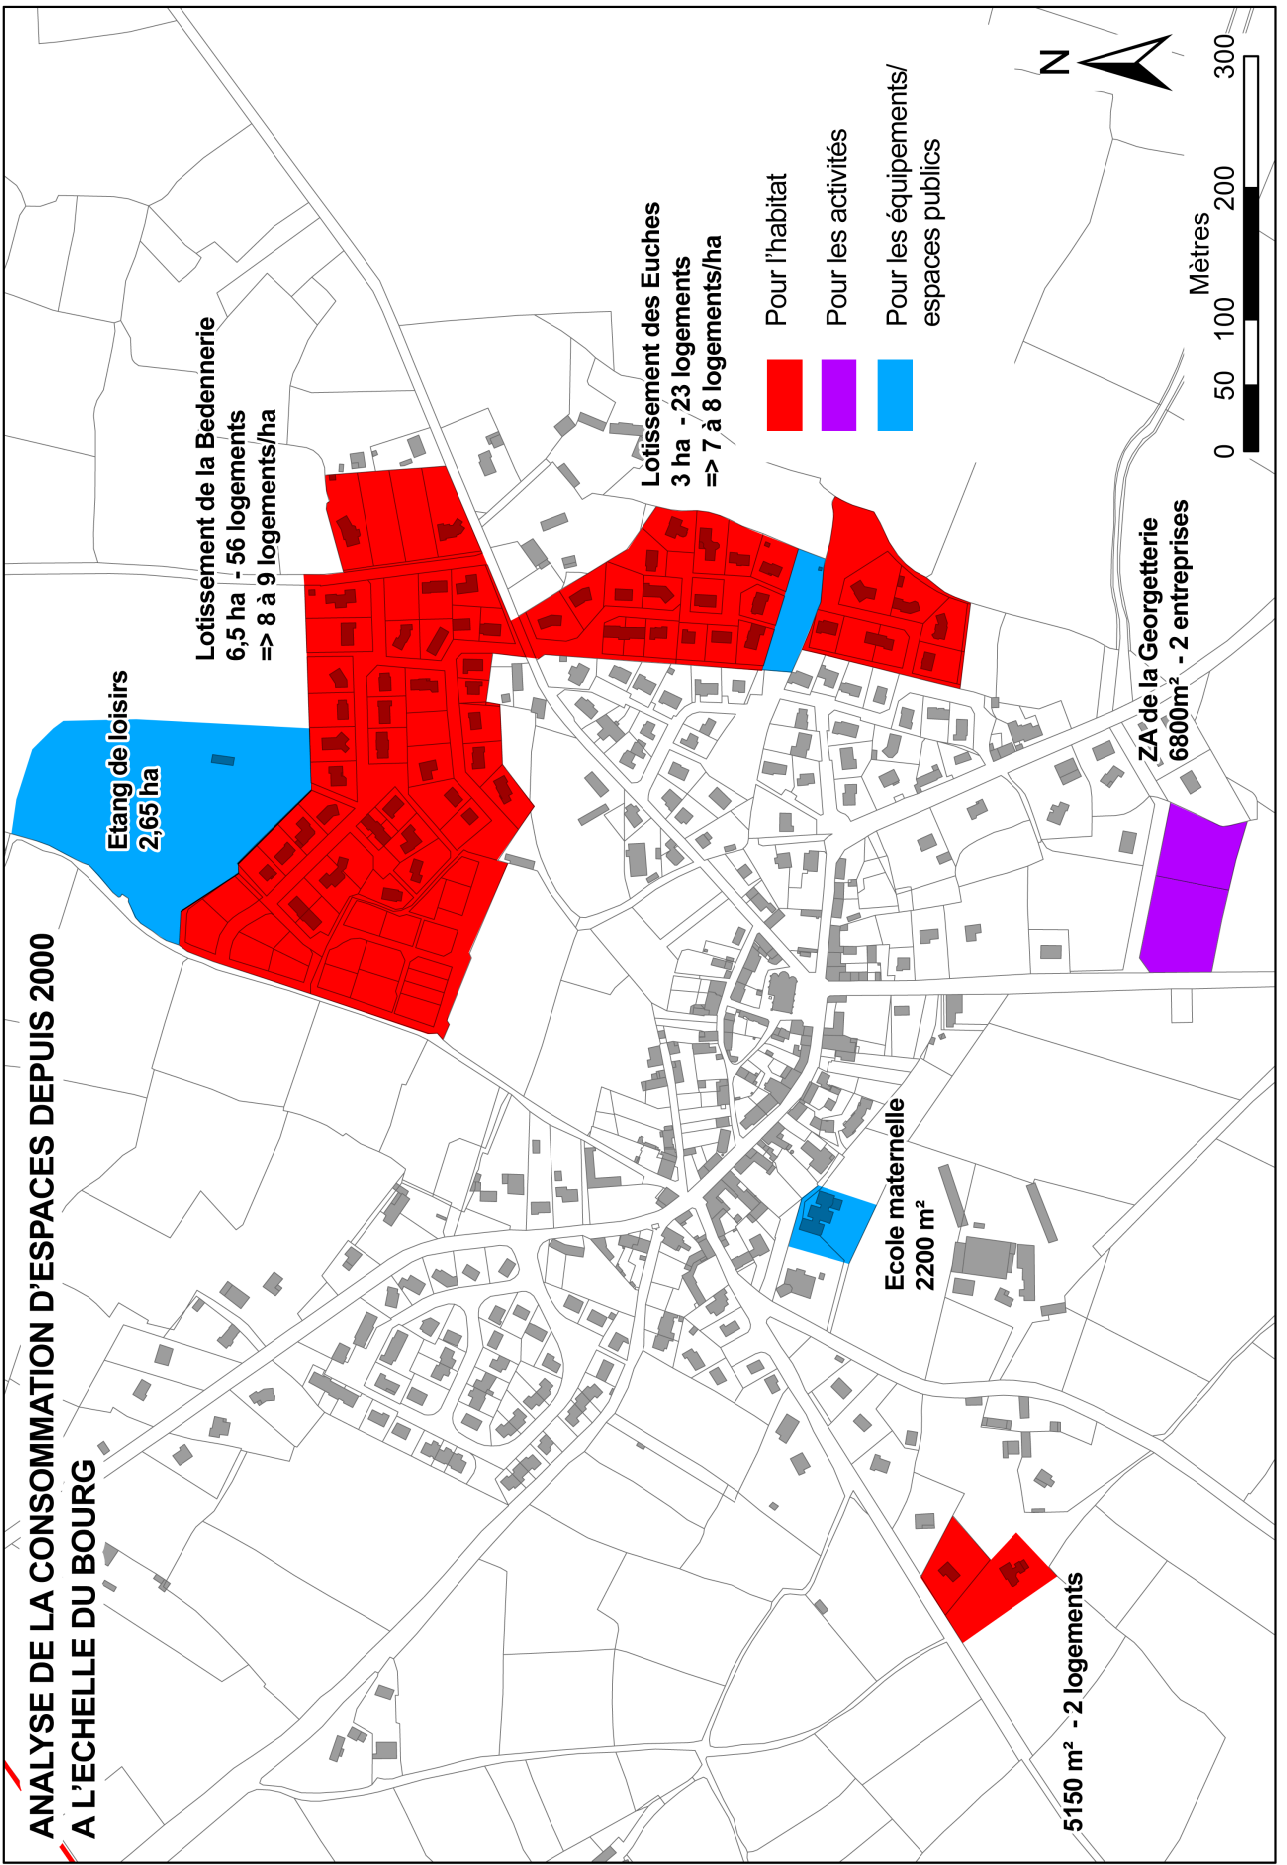 ANALYSE DE LA CONSOMMATION D'ESPACES DEPUIS 2000
A L'ECHELLE DU BOURG
Etang de loisirs
2,65 ha
Lotissement de la Bedennerie
6,5 ha - 56 logements
=> 8 à 9 logements/ha
Lotissement des Euches
3 ha - 23 logements
=> 7 à 8 logements/ha
Pour l'habitat
Pour les activités
Pour les équipements/
espaces publics
N
Mètres
0 50 100 200 300
ZA de la Georgetterie
6800m² - 2 entreprises
Ecole maternelle
2200 m²
5150 m² - 2 logements